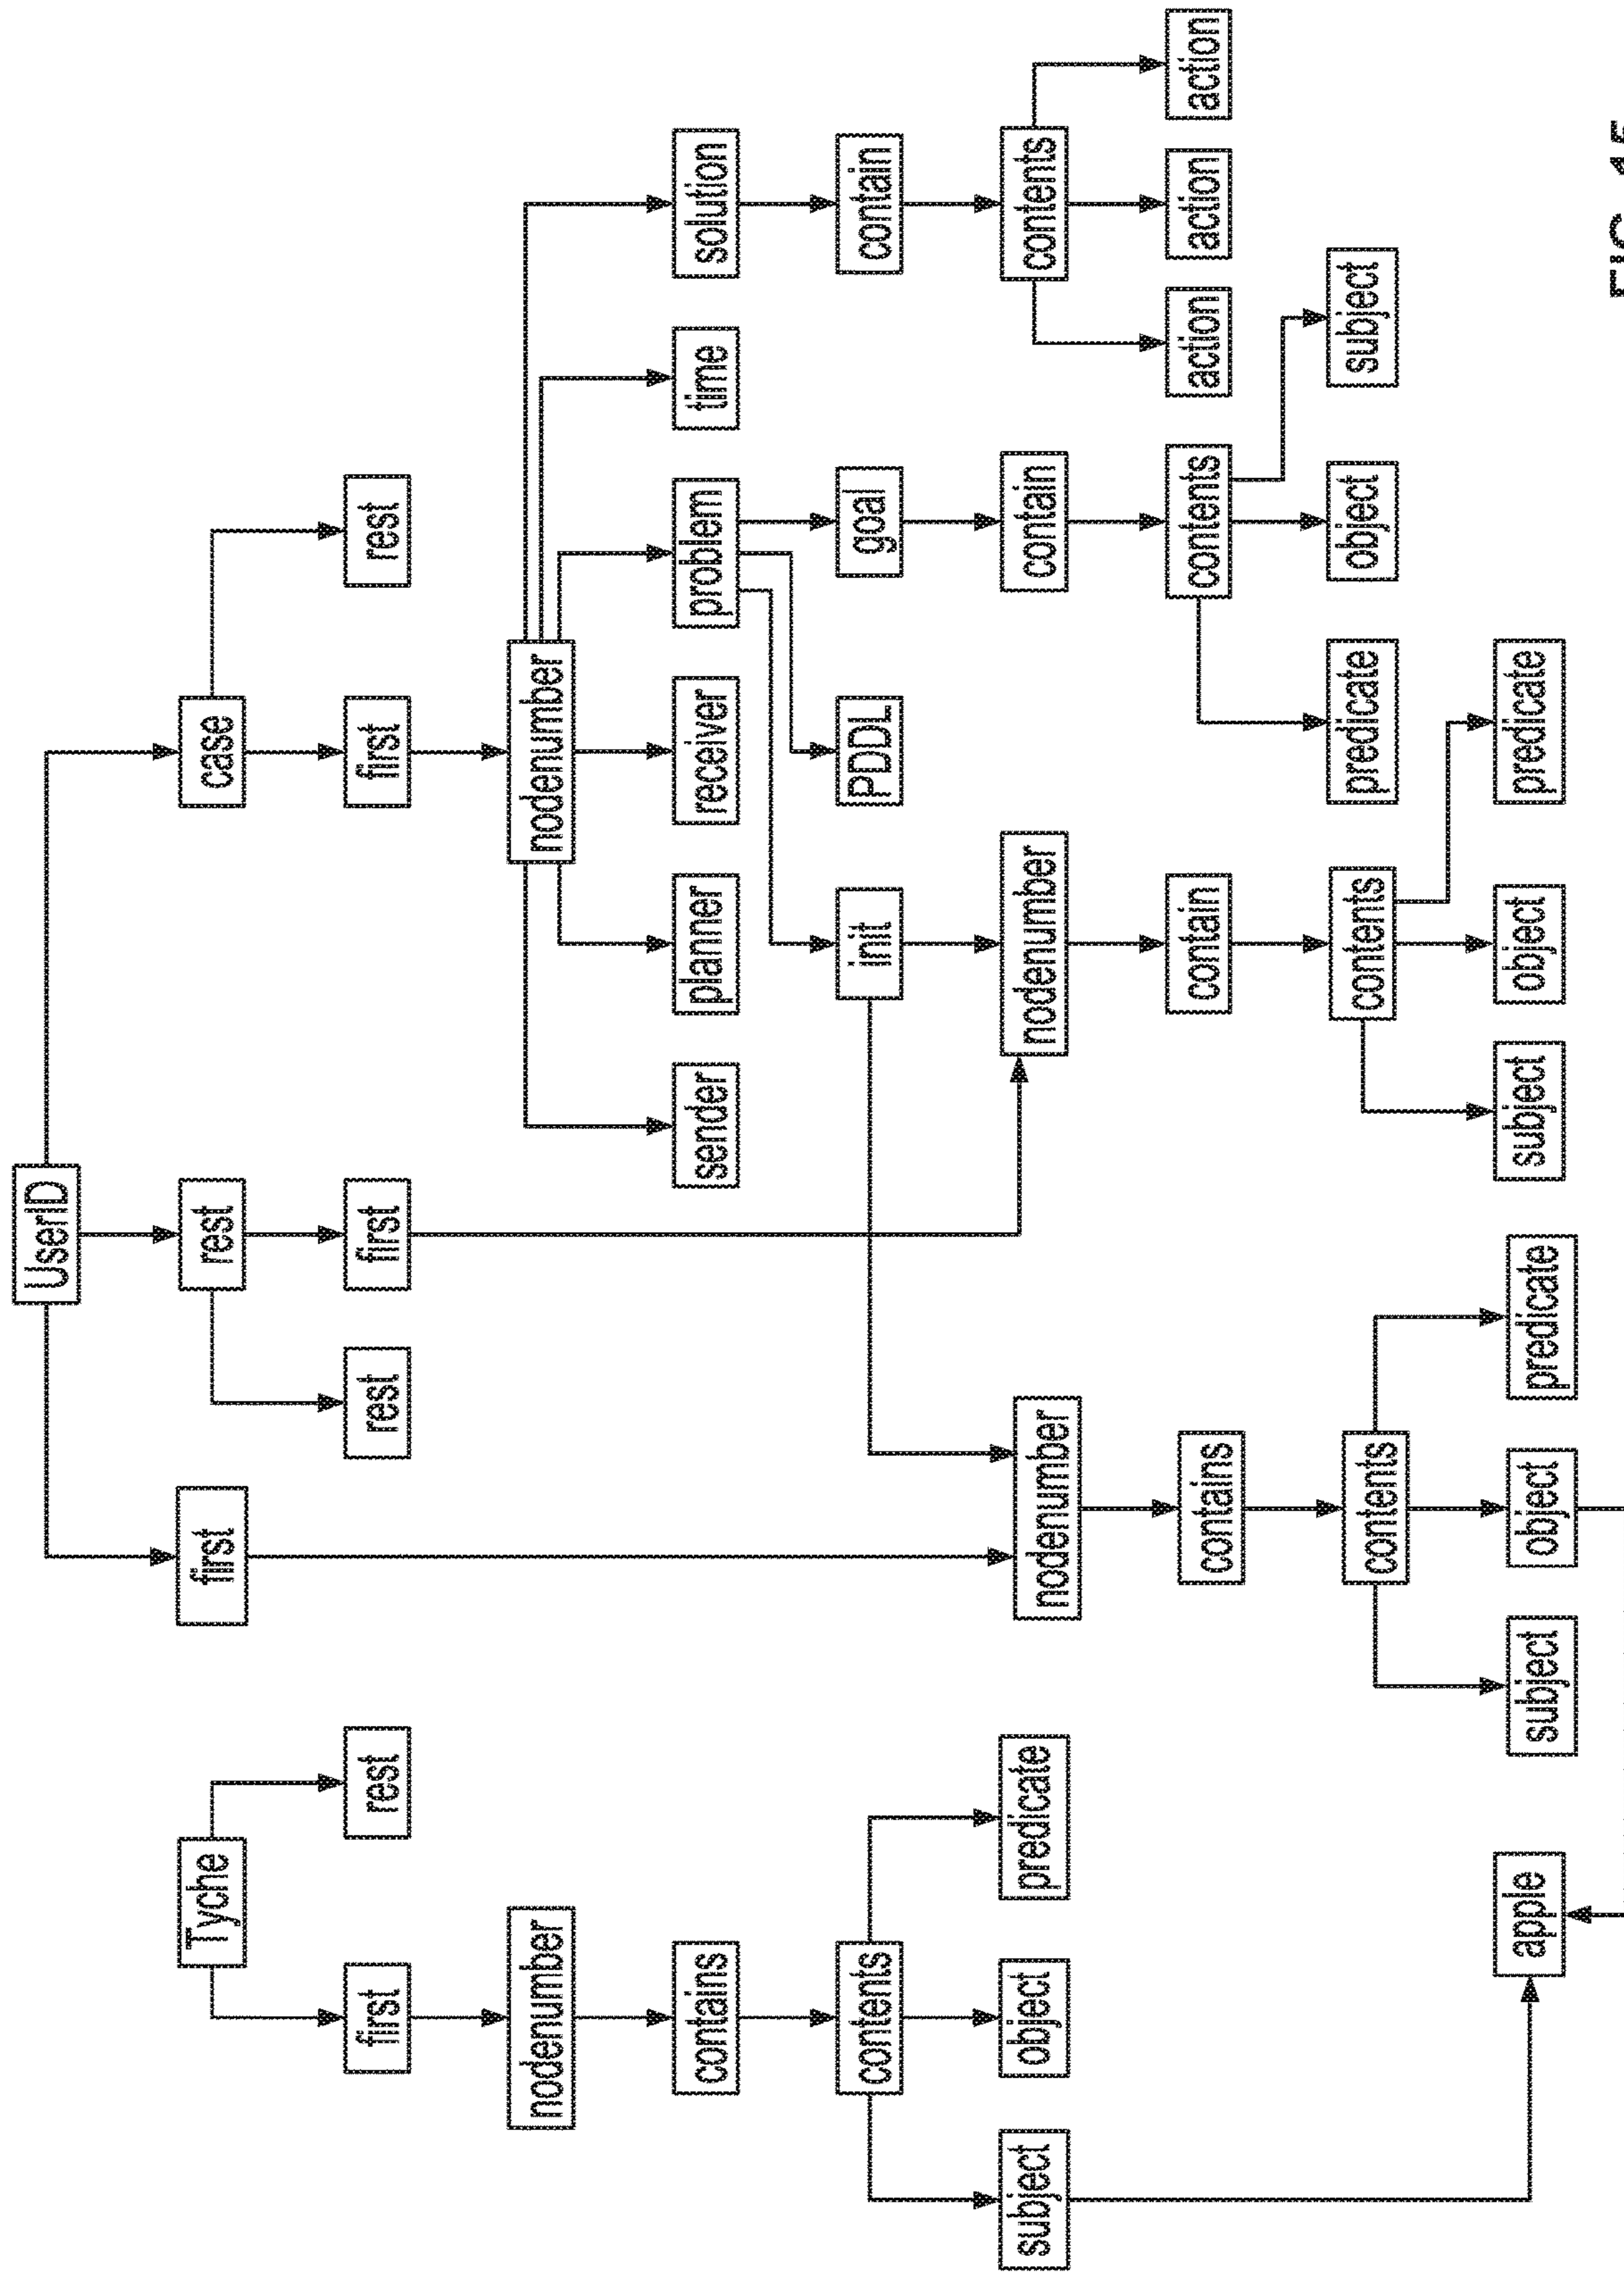 UserID
Tyche
first
rest
case
first
rest
rest
first
first
rest
nodenumber
nodenumber
contains
sender
planner
receiver
problem
time
solution
contents
init
PDDL
goal
contain
subject
object
predicate
nodenumber
nodenumber
contain
contents
contains
contain
contents
action
action
action
contents
contents
predicate
object
subject
apple
subject
object
predicate
subject
object
predicate